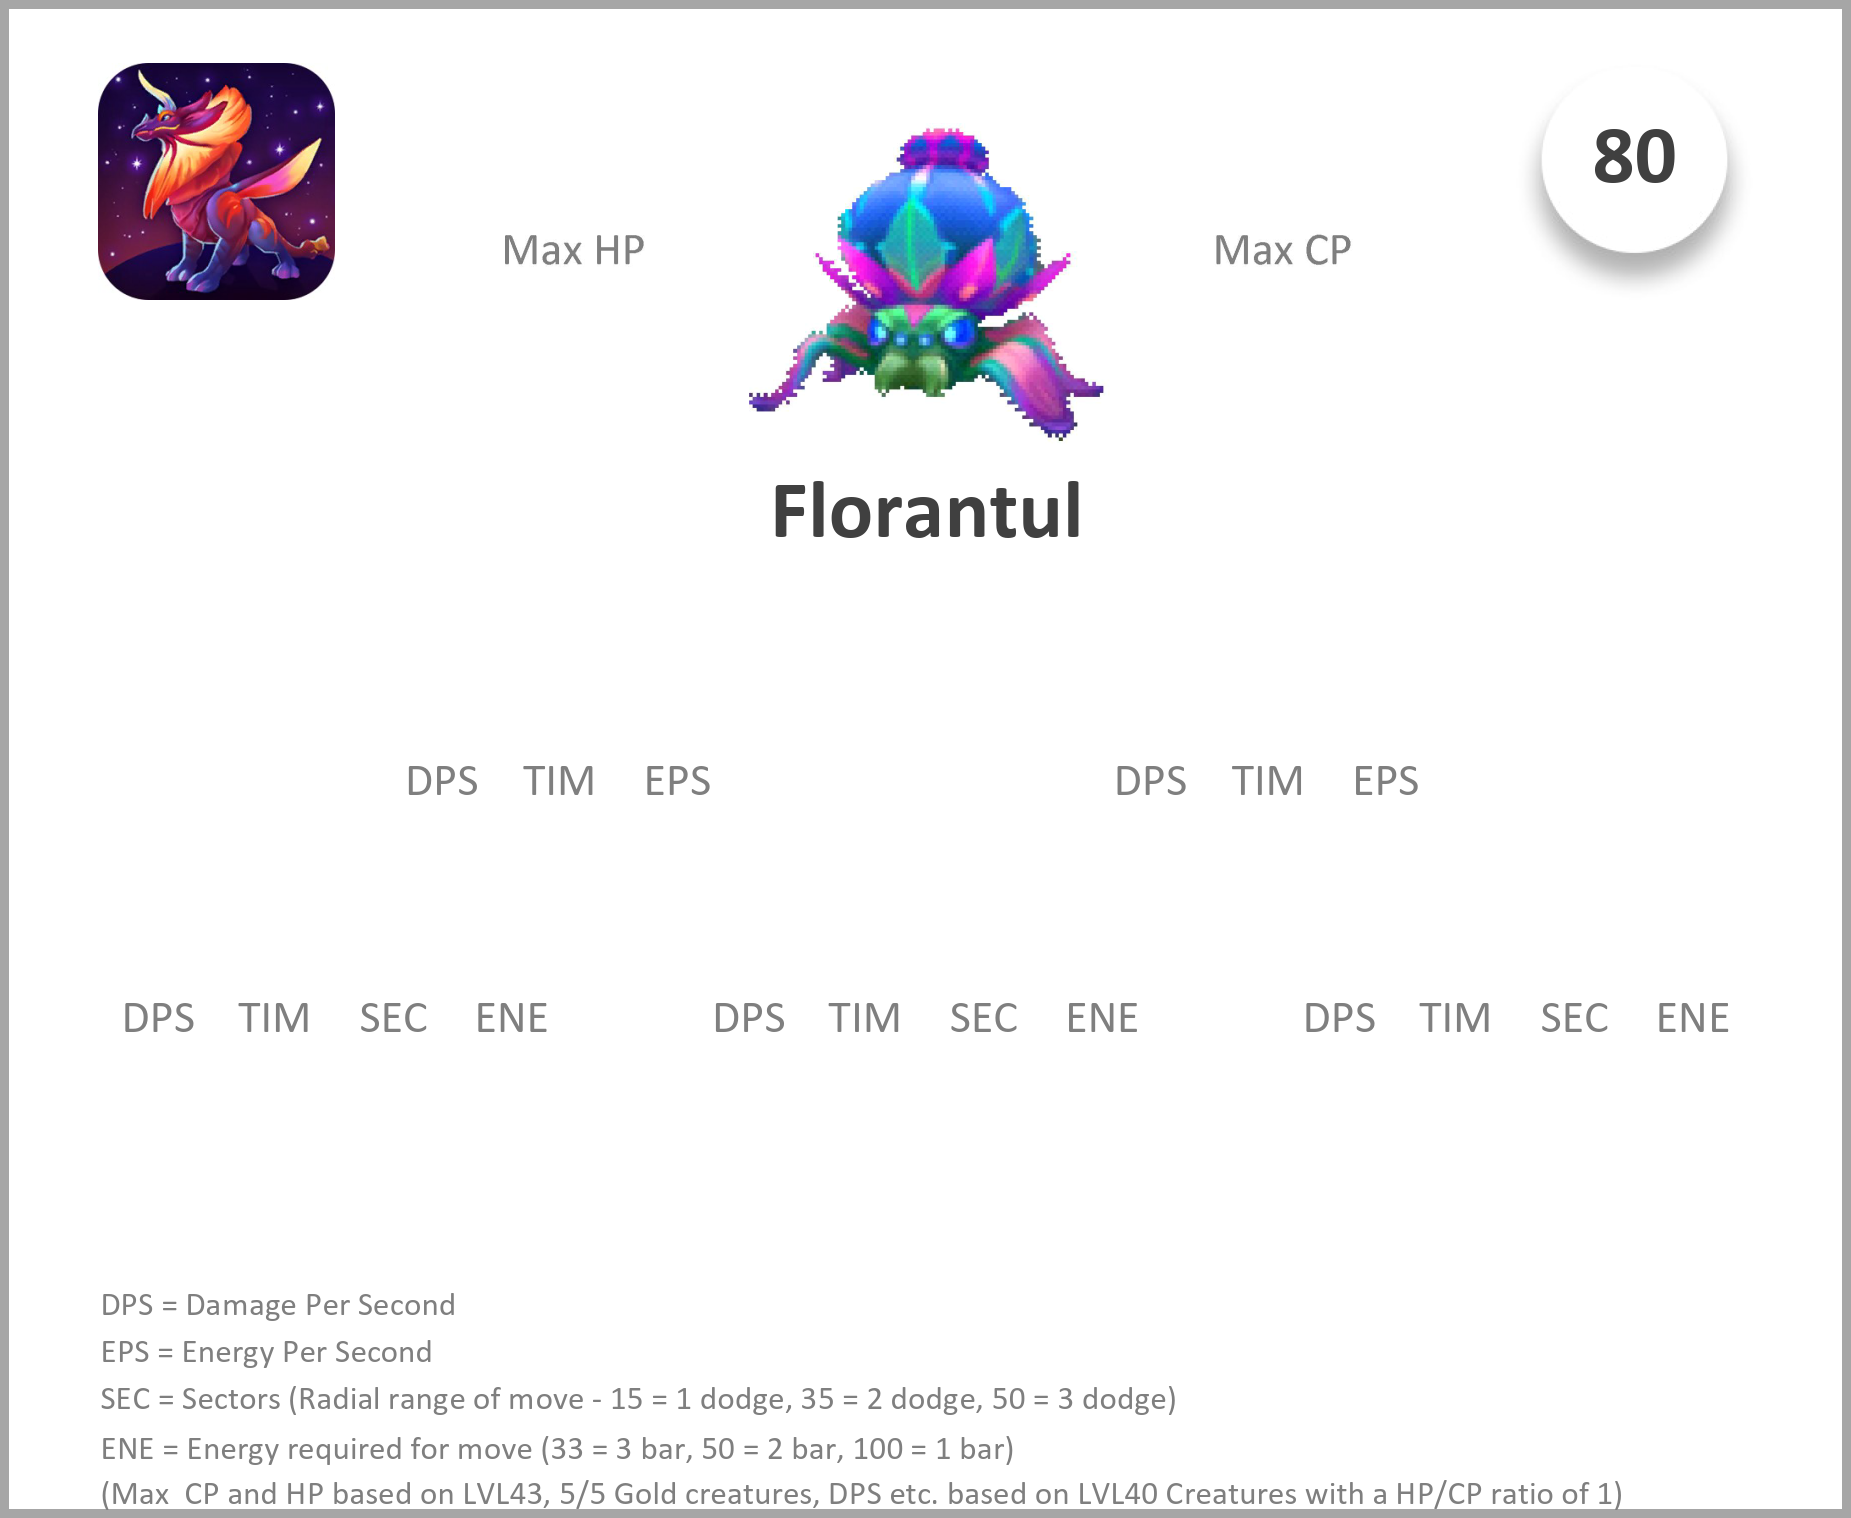 80
Max HP
Max CP
Florantul
DPS TIM EPS
DPS TIM EPS
DPS TIM SEC ENE
DPS TIM SEC ENE
DPS TIM SEC ENE
DPS = Damage Per Second
EPS = Energy Per Second
SEC = Sectors (Radial range of move - 15 = 1 dodge, 35 = 2 dodge, 50 = 3 dodge)
ENE = Energy required for move (33 = 3 bar, 50 = 2 bar, 100 = 1 bar)
(Max  CP and HP based on LVL43, 5/5 Gold creatures, DPS etc. based on LVL40 Creatures with a HP/CP ratio of 1)